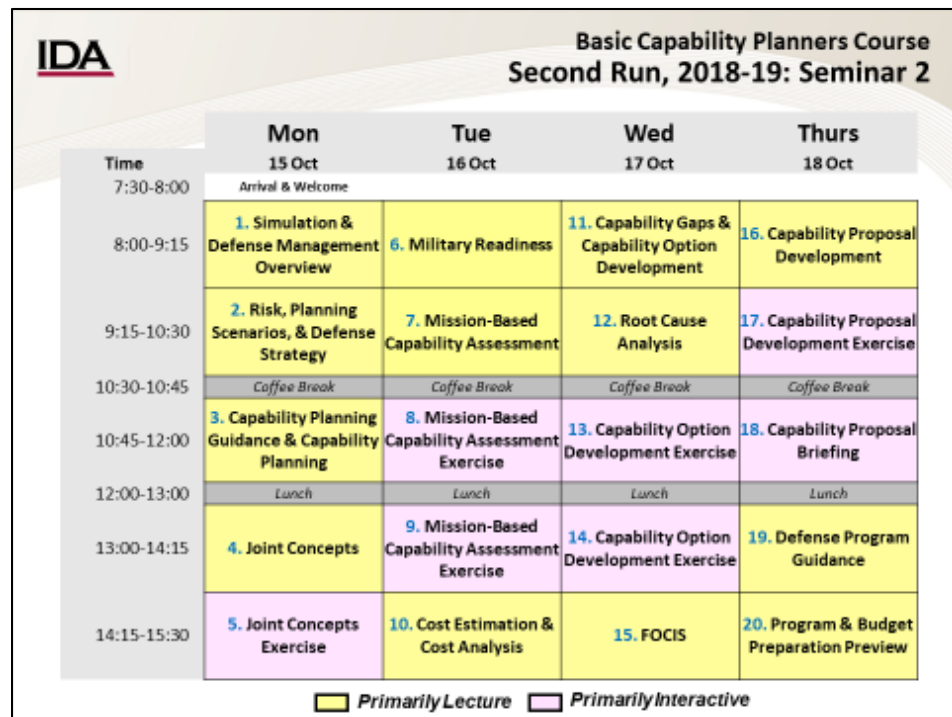 IDA
Basic Capability Planners Course
Second Run, 2018-19: Seminar 2
Mon Tue Wed Thurs
Time 15 Oct 16 Oct 17 Oct 18 Oct
7:30-8:00 Arrival & Welcome
8:00-9:15
1. Simulation &
Defense Management
Overview
6. Military Readiness
11. Capability Gaps &
Capability Option
Development
16. Capability Proposal
Development
9:15-10:30
2. Risk, Planning
Scenarios, & Defense
Strategy
7. Mission-Based
Capability Assessment
12. Root Cause
Analysis
17. Capability Proposal
Development Exercise
10:30-10:45 Coffee Break Coffee Break Coffee Break Coffee Break
10:45-12:00
3. Capability Planning
Guidance & Capability
Planning
8. Mission-Based
Capability Assessment
Exercise
13. Capability Option
Development Exercise
18. Capability Proposal
Briefing
12:00-13:00 Lunch Lunch Lunch Lunch
13:00-14:15
4. Joint Concepts
9. Mission-Based
Capability Assessment
Exercise
14. Capability Option
Development Exercise
19. Defense Program
Guidance
14:15-15:30
5. Joint Concepts
Exercise
10. Cost Estimation &
Cost Analysis
15. FOCIS
20. Program & Budget
Preparation Preview
Primarily Lecture Primarily Interactive